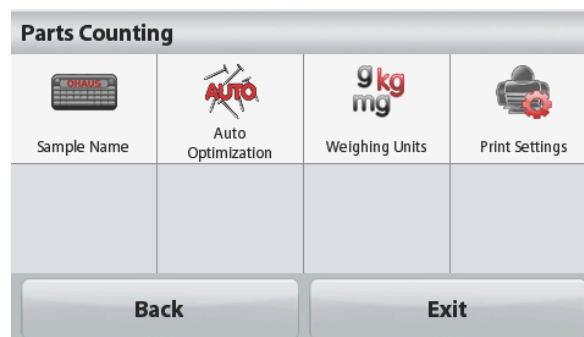 Parts Counting
OHAUS
Sample Name
AUTO
Auto
Optimization
g kg
mg
Weighing Units
Print Settings
Back
Exit